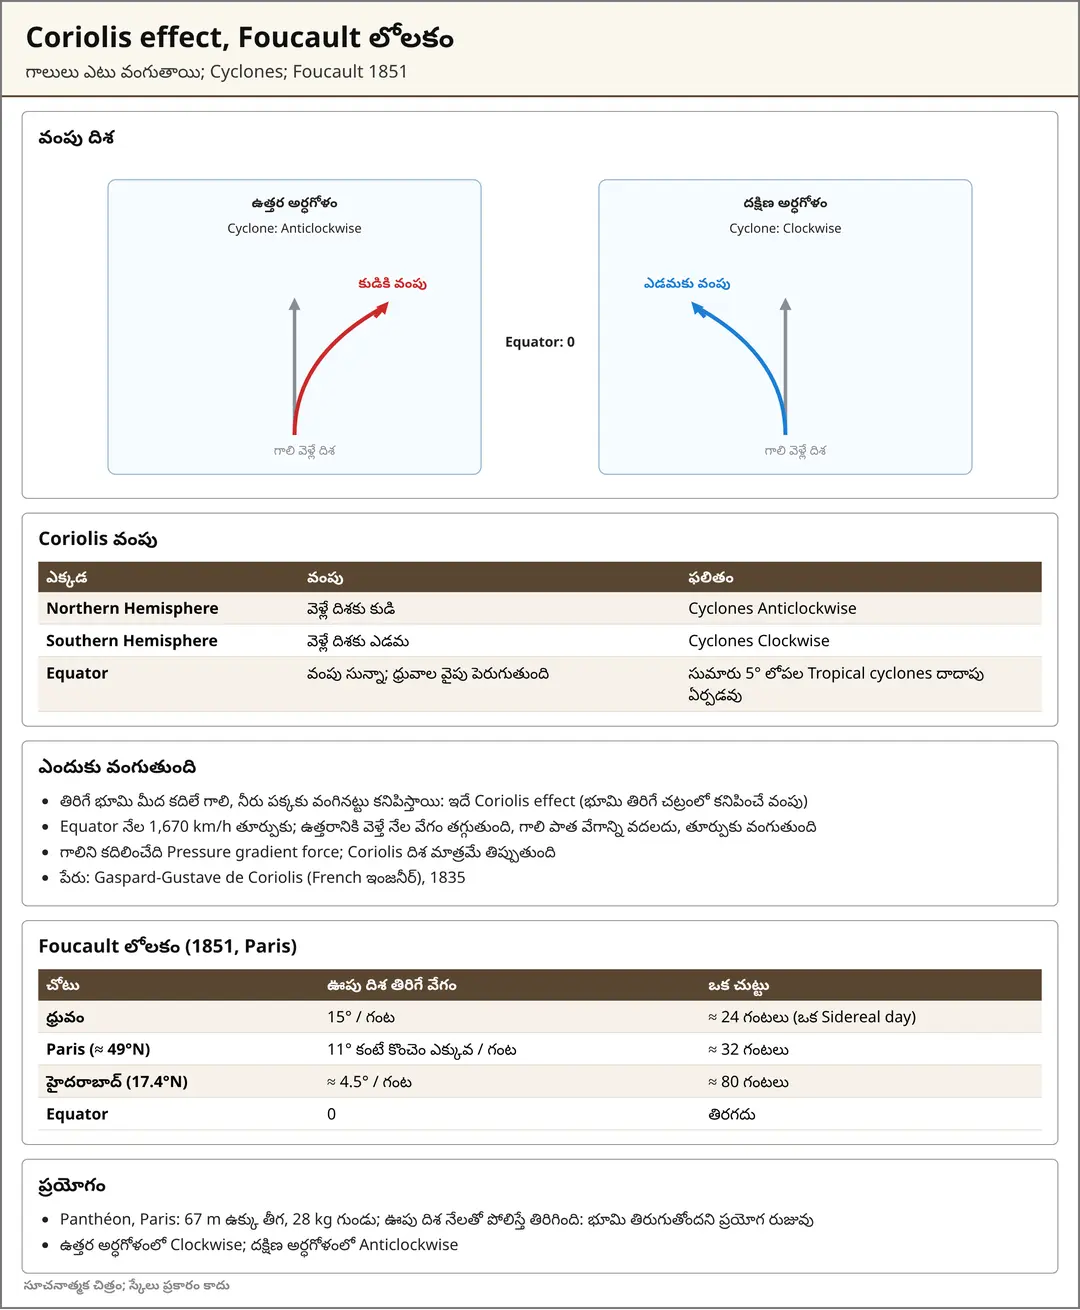 Coriolis effect, Foucault లోలకం
గాలులు ఎటు వంగుతాయి; Cyclones; Foucault 1851
వంపు దిశ
ఉత్తర అర్ధగోళం
Cyclone: Anticlockwise
కుడికి వంపు
గాలి వెళ్లే దిశ
Equator: 0
దక్షిణ అర్ధగోళం
Cyclone: Clockwise
ఎడమకు వంపు
గాలి వెళ్లే దిశ
Coriolis వంపు
ఎక్కడ వంపు ఫలితం
Northern Hemisphere వెళ్లే దిశకు కుడి Cyclones Anticlockwise
Southern Hemisphere వెళ్లే దిశకు ఎడమ Cyclones Clockwise
Equator వంపు సున్నా; ధ్రువాల వైపు పెరుగుతుంది సుమారు 5° లోపల Tropical cyclones దాదాపు
ఏర్పడవు
ఎందుకు వంగుతుంది
• తిరిగే భూమి మీద కదిలే గాలి, నీరు పక్కకు వంగినట్టు కనిపిస్తాయి: ఇదే Coriolis effect (భూమి తిరిగే చట్రంలో కనిపించే వంపు)
• Equator నేల 1,670 km/h తూర్పుకు; ఉత్తరానికి వెళ్తే నేల వేగం తగ్గుతుంది, గాలి పాత వేగాన్ని వదలదు, తూర్పుకు వంగుతుంది
• గాలిని కదిలించేది Pressure gradient force; Coriolis దిశ మాత్రమే తిప్పుతుంది
• పేరు: Gaspard-Gustave de Coriolis (French ఇంజనీర్), 1835
Foucault లోలకం (1851, Paris)
చోటు ఊపు దిశ తిరిగే వేగం ఒక చుట్టు
ధ్రువం 15° / గంట ≈ 24 గంటలు (ఒక Sidereal day)
Paris (≈ 49°N) 11° కంటే కొంచెం ఎక్కువ / గంట ≈ 32 గంటలు
హైదరాబాద్ (17.4°N) ≈ 4.5° / గంట ≈ 80 గంటలు
Equator 0 తిరగదు
ప్రయోగం
• Panthéon, Paris: 67 m ఉక్కు తీగ, 28 kg గుండు; ఊపు దిశ నేలతో పోలిస్తే తిరిగింది: భూమి తిరుగుతోందని ప్రయోగ రుజువు
• ఉత్తర అర్ధగోళంలో Clockwise; దక్షిణ అర్ధగోళంలో Anticlockwise
సూచనాత్మక చిత్రం; స్కేలు ప్రకారం కాదు